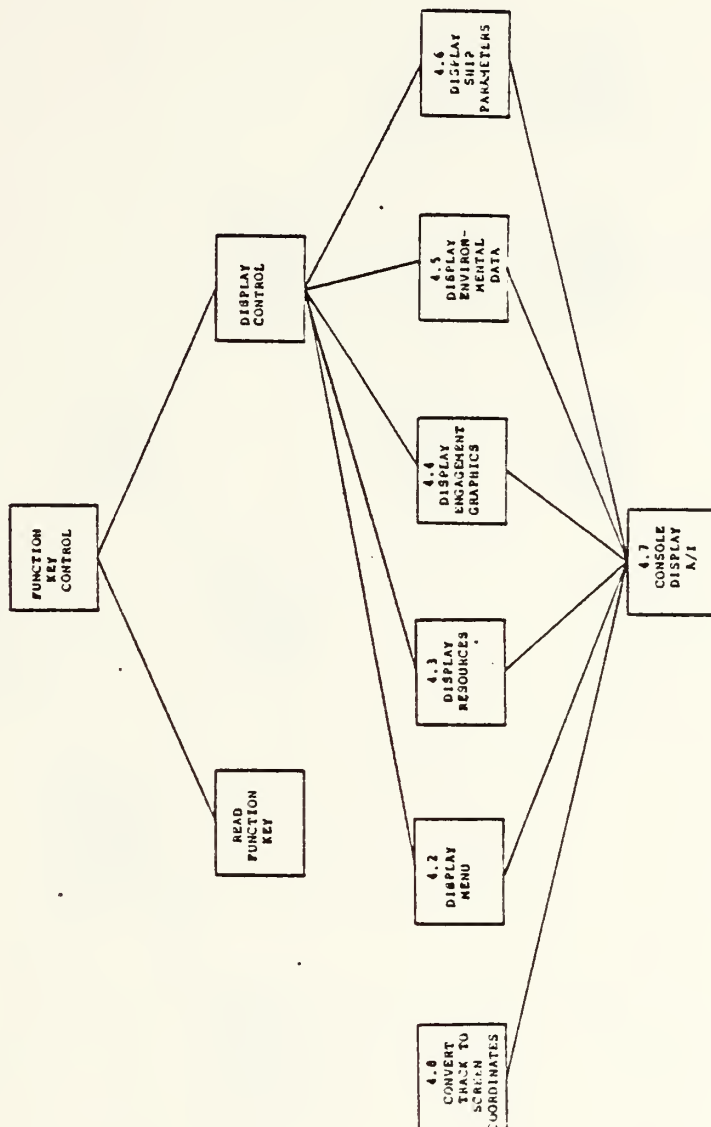 FUNCTION
KEY
CONTROL
READ
FUNCTION
KEY
DISPLAY
CONTROL
4.8
CONVERT
TRACK TO
SCREEN
COORDINATES
4.2
DISPLAY
MENU
4.3
DISPLAY
RESOURCES
4.4
DISPLAY
ENGAGEMENT
GRAPHICS
4.5
DISPLAY
ENVIRON-
MENTAL
DATA
4.6
DISPLAY
SHIP
PARAMETERS
4.7
CONSOLE
DISPLAY
A/I